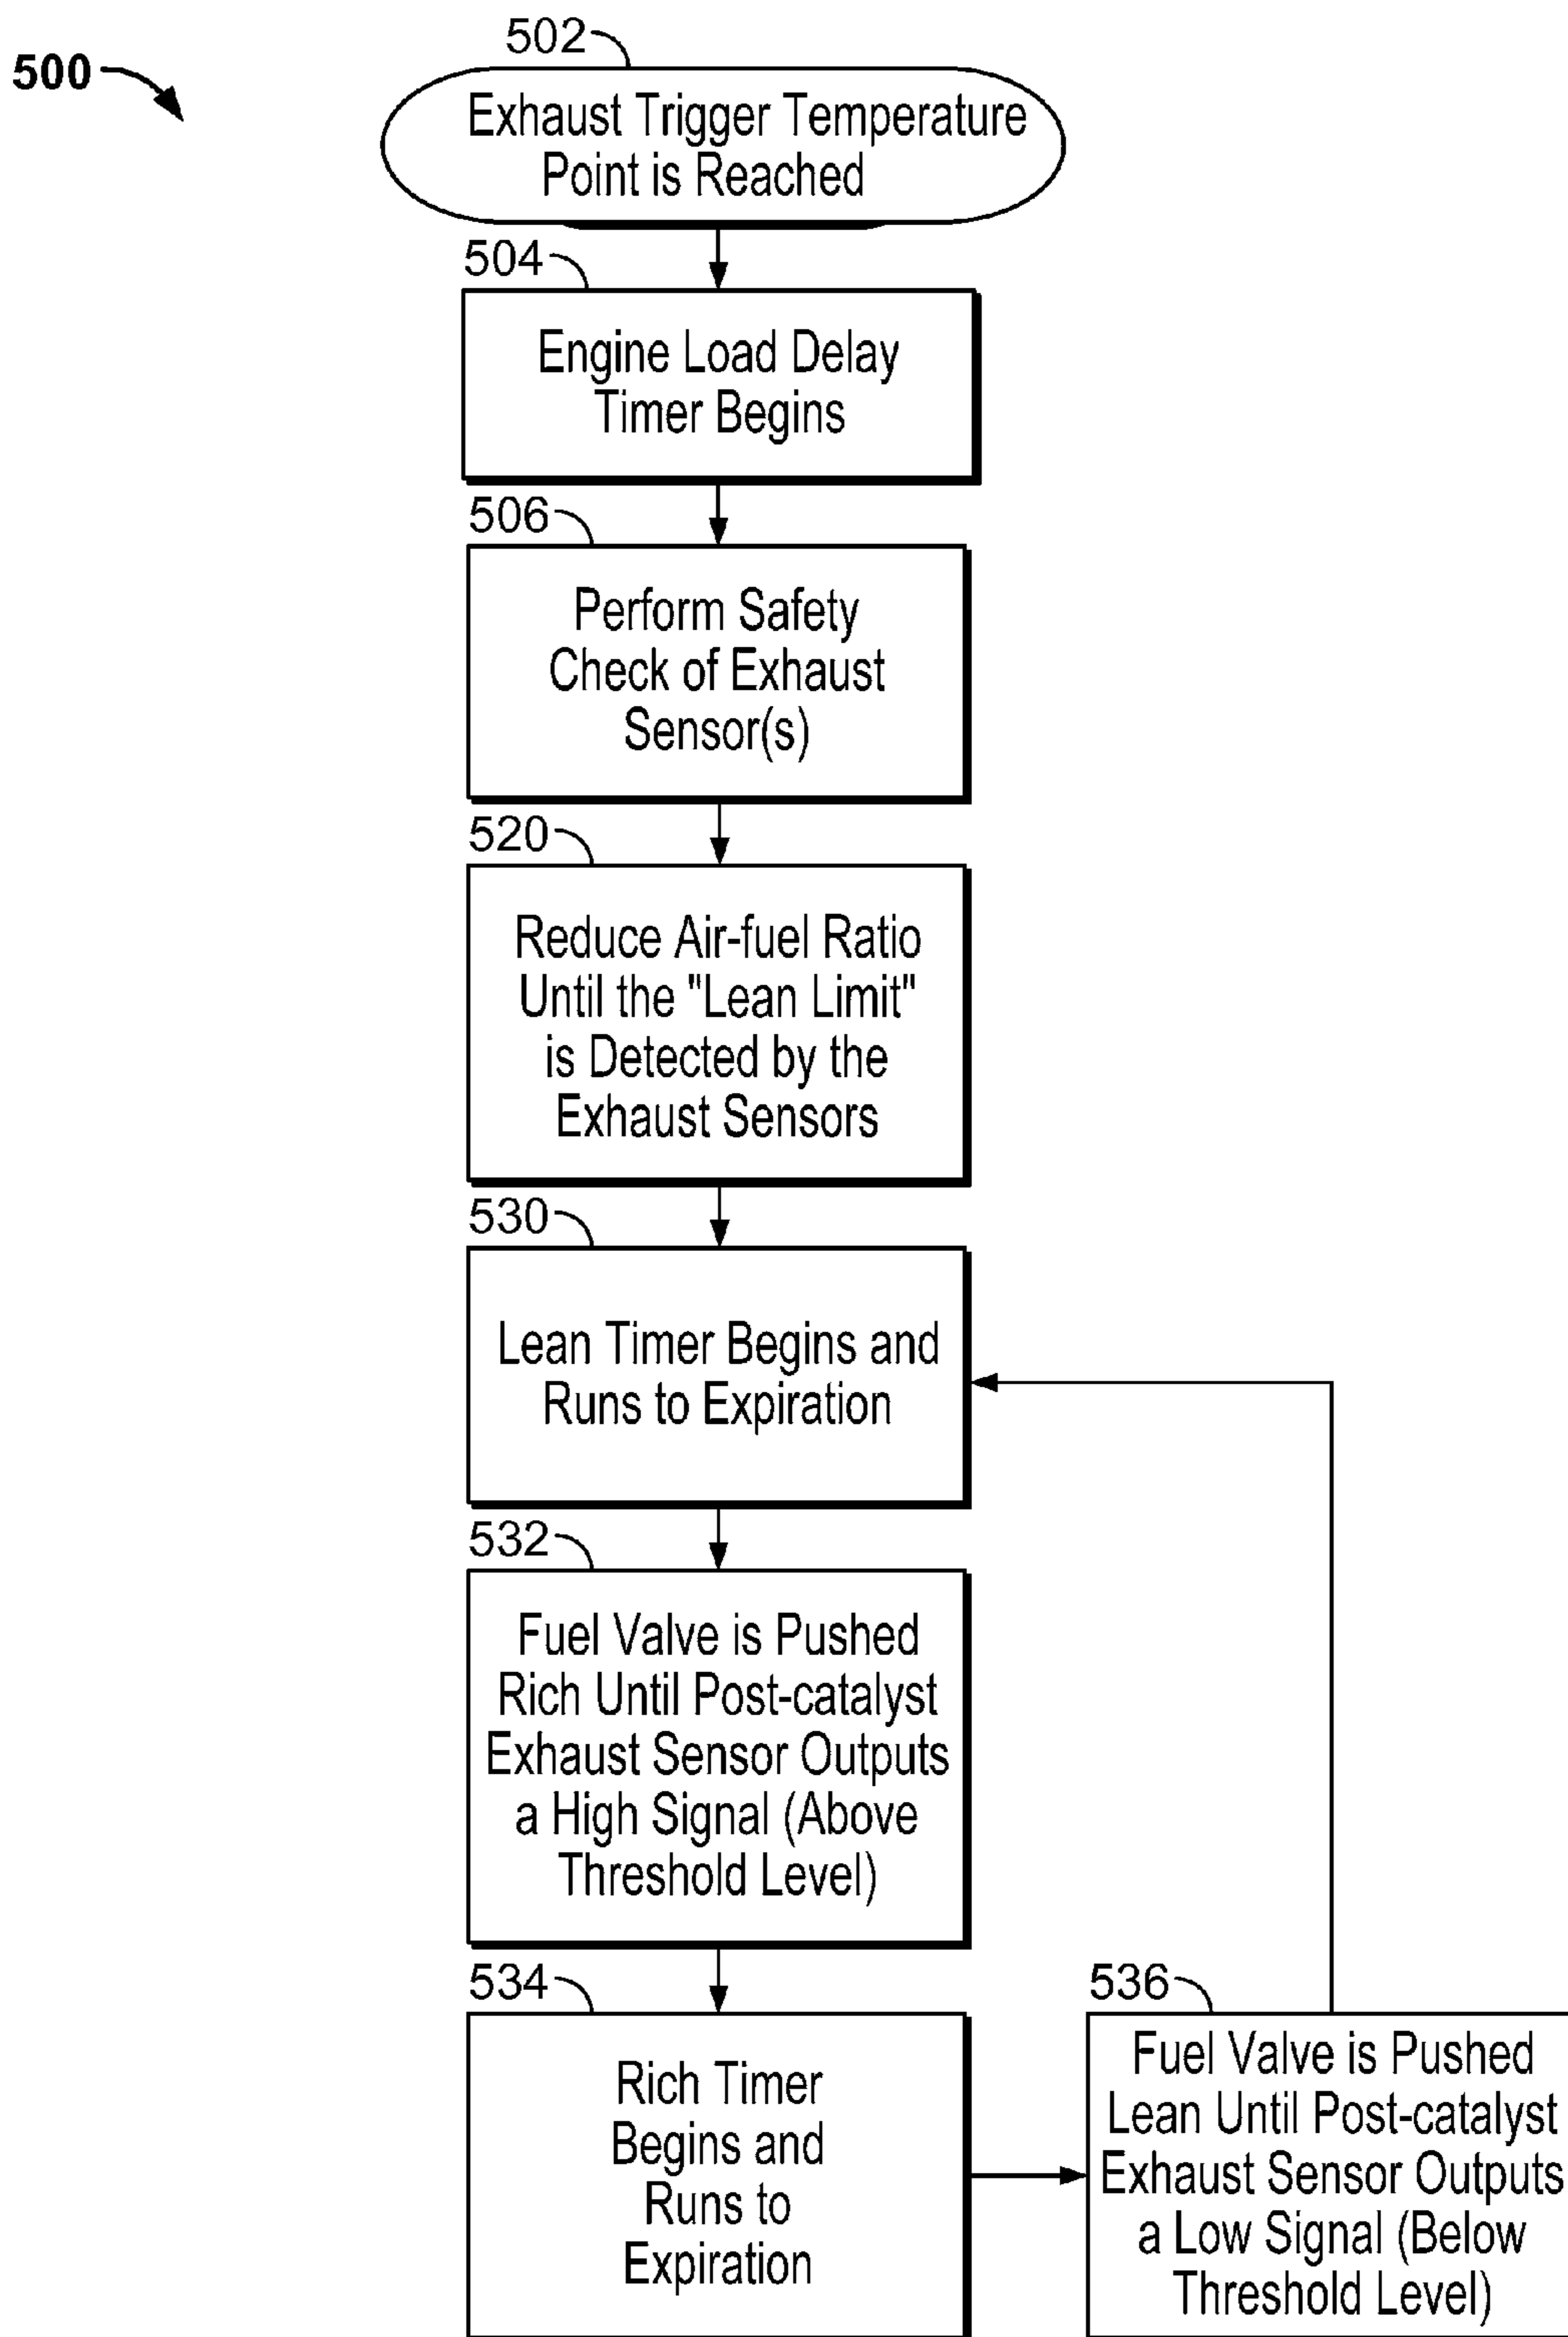 500
502
Exhaust Trigger Temperature
Point is Reached
504
Engine Load Delay
Timer Begins
506
Perform Safety
Check of Exhaust
Sensor(s)
520
Reduce Air-fuel Ratio
Until the "Lean Limit"
is Detected by the
Exhaust Sensors
530
Lean Timer Begins and
Runs to Expiration
532
Fuel Valve is Pushed
Rich Until Post-catalyst
Exhaust Sensor Outputs
a High Signal (Above
Threshold Level)
534
Rich Timer
Begins and
Runs to
Expiration
536
Fuel Valve is Pushed
Lean Until Post-catalyst
Exhaust Sensor Outputs
a Low Signal (Below
Threshold Level)